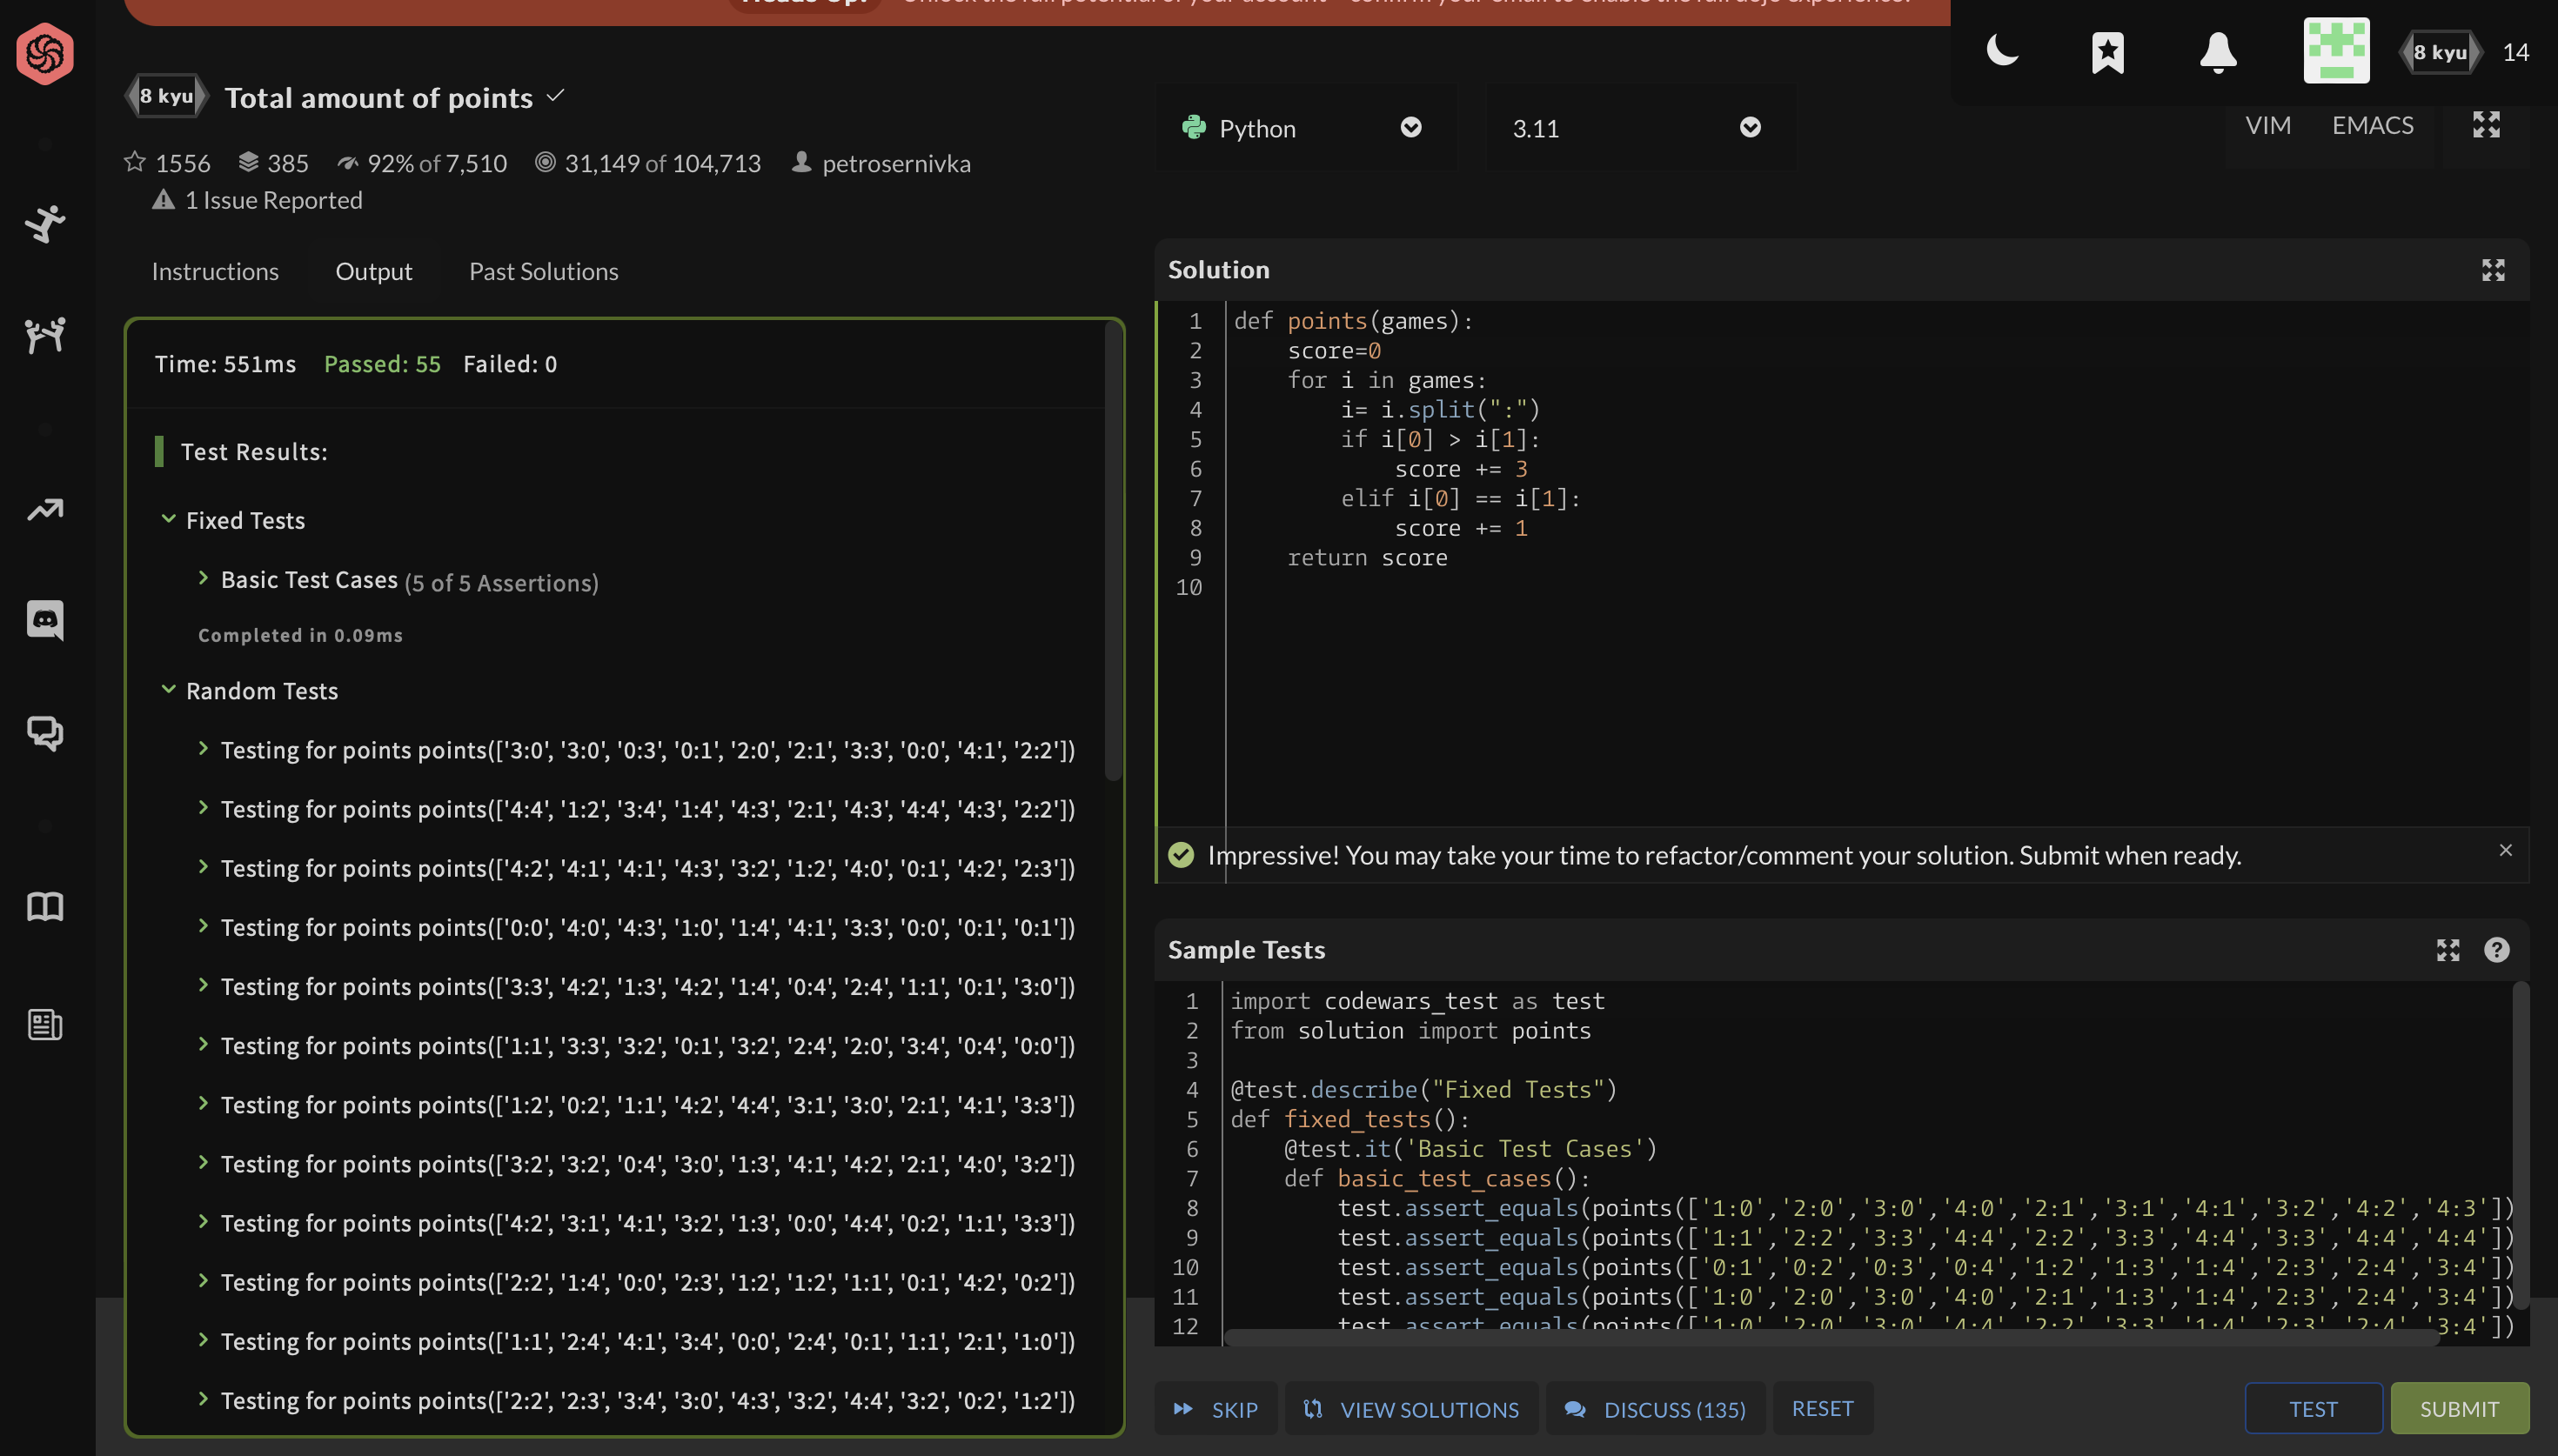 Heads Up! Unlock the full potential of your account - confirm your email to enable the full dojo experience!
8 kyu 14
8 kyu Total amount of points
1556 385 92% of 7,510 31,149 of 104,713 petrosernivka
1 Issue Reported
Python 3.11 VIM EMACS
Instructions Output Past Solutions
Time: 551ms Passed: 55 Failed: 0
Test Results:
Fixed Tests
Basic Test Cases (5 of 5 Assertions)
Completed in 0.09ms
Random Tests
Testing for points points(['3:0', '3:0', '0:3', '0:1', '2:0', '2:1', '3:3', '0:0', '4:1', '2:2'])
Testing for points points(['4:4', '1:2', '3:4', '1:4', '4:3', '2:1', '4:3', '4:4', '4:3', '2:2'])
Testing for points points(['4:2', '4:1', '4:1', '4:3', '3:2', '1:2', '4:0', '0:1', '4:2', '2:3'])
Testing for points points(['0:0', '4:0', '4:3', '1:0', '1:4', '4:1', '3:3', '0:0', '0:1', '0:1'])
Testing for points points(['3:3', '4:2', '1:3', '4:2', '1:4', '0:4', '2:4', '1:1', '0:1', '3:0'])
Testing for points points(['1:1', '3:3', '3:2', '0:1', '3:2', '2:4', '2:0', '3:4', '0:4', '0:0'])
Testing for points points(['1:2', '0:2', '1:1', '4:2', '4:4', '3:1', '3:0', '2:1', '4:1', '3:3'])
Testing for points points(['3:2', '3:2', '0:4', '3:0', '1:3', '4:1', '4:2', '2:1', '4:0', '3:2'])
Testing for points points(['4:2', '3:1', '4:1', '3:2', '1:3', '0:0', '4:4', '0:2', '1:1', '3:3'])
Testing for points points(['2:2', '1:4', '0:0', '2:3', '1:2', '1:2', '1:1', '0:1', '4:2', '0:2'])
Testing for points points(['1:1', '2:4', '4:1', '3:4', '0:0', '2:4', '0:1', '1:1', '2:1', '1:0'])
Testing for points points(['2:2', '2:3', '3:4', '3:0', '4:3', '3:2', '4:4', '3:2', '0:2', '1:2'])
Solution
1 def points(games):
2     score=0
3     for i in games:
4         i= i.split(":")
5         if i[0] > i[1]:
6             score += 3
7         elif i[0] == i[1]:
8             score += 1
9     return score
10
Impressive! You may take your time to refactor/comment your solution. Submit when ready.
Sample Tests
1 import codewars_test as test
2 from solution import points
3
4 @test.describe("Fixed Tests")
5 def fixed_tests():
6     @test.it('Basic Test Cases')
7     def basic_test_cases():
8         test.assert_equals(points(['1:0','2:0','3:0','4:0','2:1','3:1','4:1','3:2','4:2','4:3'])
9         test.assert_equals(points(['1:1','2:2','3:3','4:4','2:2','3:3','4:4','3:3','4:4','4:4'])
10         test.assert_equals(points(['0:1','0:2','0:3','0:4','1:2','1:3','1:4','2:3','2:4','3:4'])
11         test.assert_equals(points(['1:0','2:0','3:0','4:0','2:1','1:3','1:4','2:3','2:4','3:4'])
12         test.assert_equals(points(['1:0','2:0','3:0','4:4','2:2','3:3','1:4','2:3','2:4','3:4'])
SKIP VIEW SOLUTIONS DISCUSS (135) RESET TEST SUBMIT